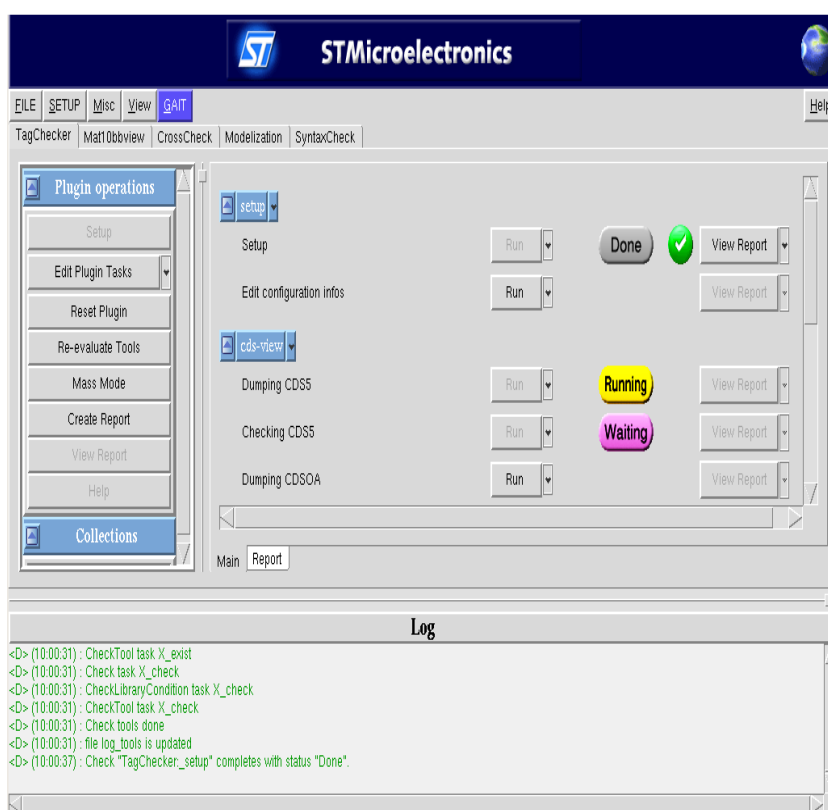 ST STMicroelectronics
FILE SETUP Misc View GAIT Help
TagChecker Mat10bbview CrossCheck Modelization SyntaxCheck
Plugin operations
Setup
Edit Plugin Tasks
Reset Plugin
Re-evaluate Tools
Mass Mode
Create Report
View Report
Help
Collections
setup
Setup Run Done View Report
Edit configuration infos Run View Report
cds-view
Dumping CDS5 Run Running View Report
Checking CDS5 Run Waiting View Report
Dumping CDSOA Run View Report
Main Report
Log
<D> (10:00:31) : CheckTool task X_exist
<D> (10:00:31) : Check task X_check
<D> (10:00:31) : CheckLibraryCondition task X_check
<D> (10:00:31) : CheckTool task X_check
<D> (10:00:31) : Check tools done
<D> (10:00:31) : file log_tools is updated
<D> (10:00:37) : Check "TagChecker:_setup" completes with status "Done".